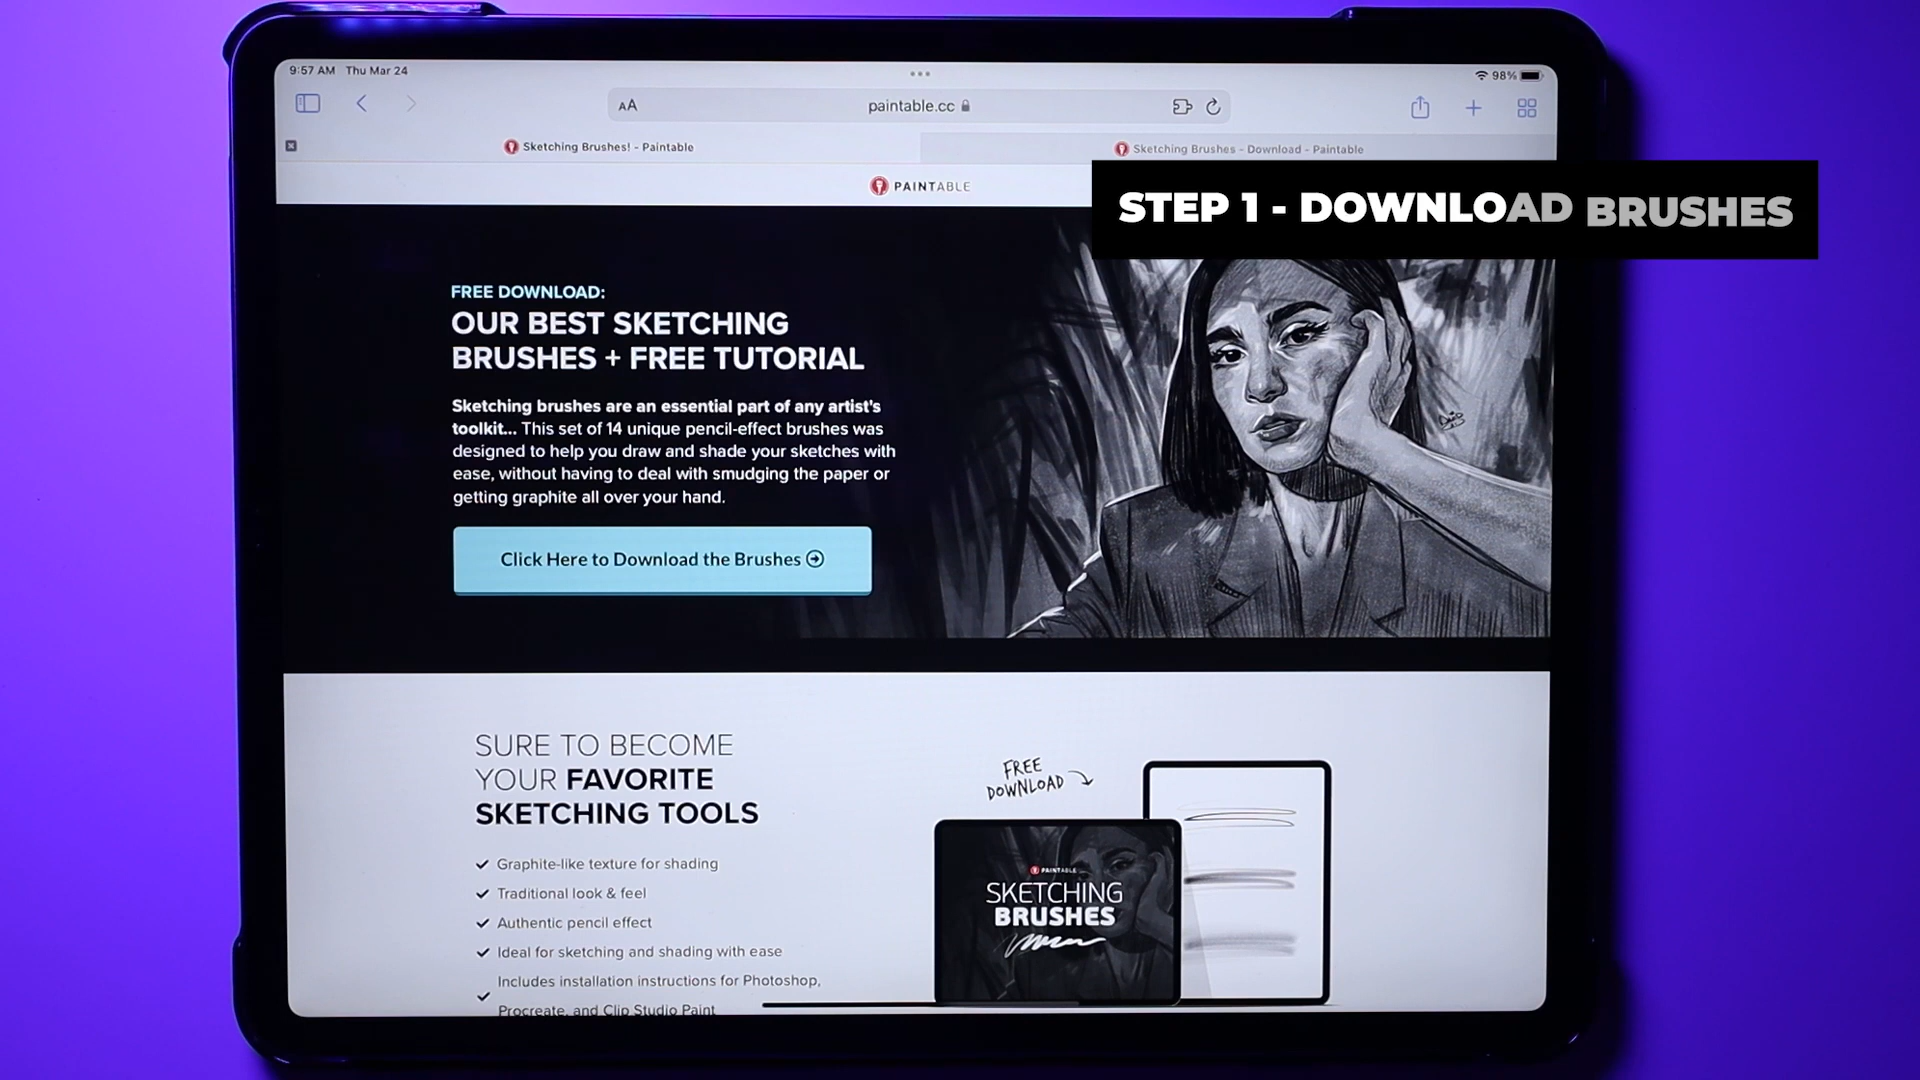 9:57 AM Thu Mar 24
98%
AA
paintable.cc
Sketching Brushes! - Paintable
Sketching Brushes - Download - Paintable
PAINTABLE
STEP 1 - DOWNLOAD BRUSHES
FREE DOWNLOAD:
OUR BEST SKETCHING
BRUSHES + FREE TUTORIAL
Sketching brushes are an essential part of any artist's
toolkit... This set of 14 unique pencil-effect brushes was
designed to help you draw and shade your sketches with
ease, without having to deal with smudging the paper or
getting graphite all over your hand.
Click Here to Download the Brushes
SURE TO BECOME
YOUR FAVORITE
SKETCHING TOOLS
Graphite-like texture for shading
Traditional look & feel
Authentic pencil effect
Ideal for sketching and shading with ease
Includes installation instructions for Photoshop,
Procreate, and Clip Studio Paint
FREE
DOWNLOAD
PAINTABLE
SKETCHING
BRUSHES